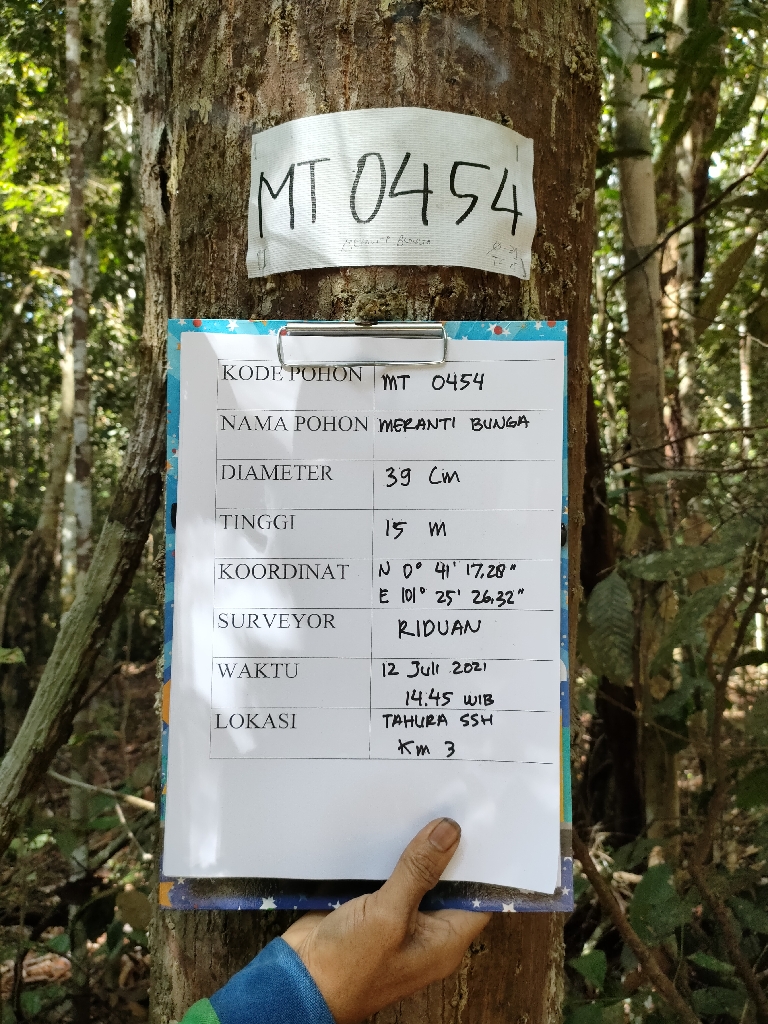 MT 0454
MERANTI BUNGA
KODE POHON MT 0454
NAMA POHON MERANTI BUNGA
DIAMETER 39 Cm
TINGGI 15 m
KOORDINAT N 0° 41' 17,28"
E 101° 25' 26,32"
SURVEYOR RIDUAN
WAKTU 12 Juli 2021
14.45 WIB
LOKASI TAHURA SSH
Km 3